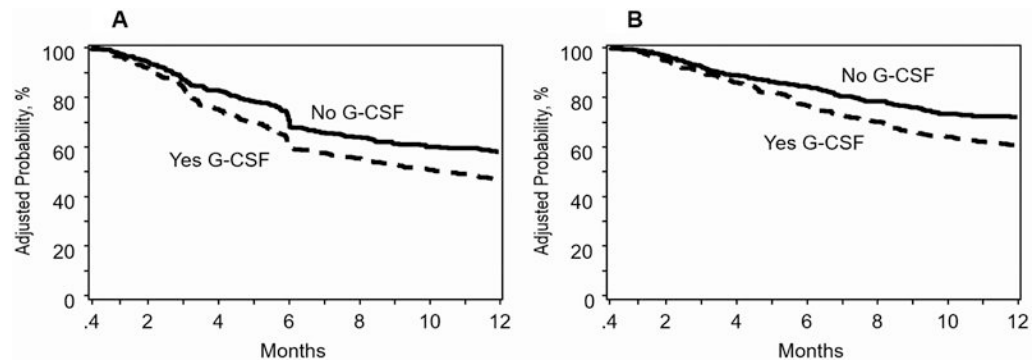 A
Adjusted Probability, %
100
80
60
40
20
0
No G-CSF
Yes G-CSF
.4 2 4 6 8 10 12
Months
B
Adjusted Probability, %
100
80
60
40
20
0
No G-CSF
Yes G-CSF
.4 2 4 6 8 10 12
Months